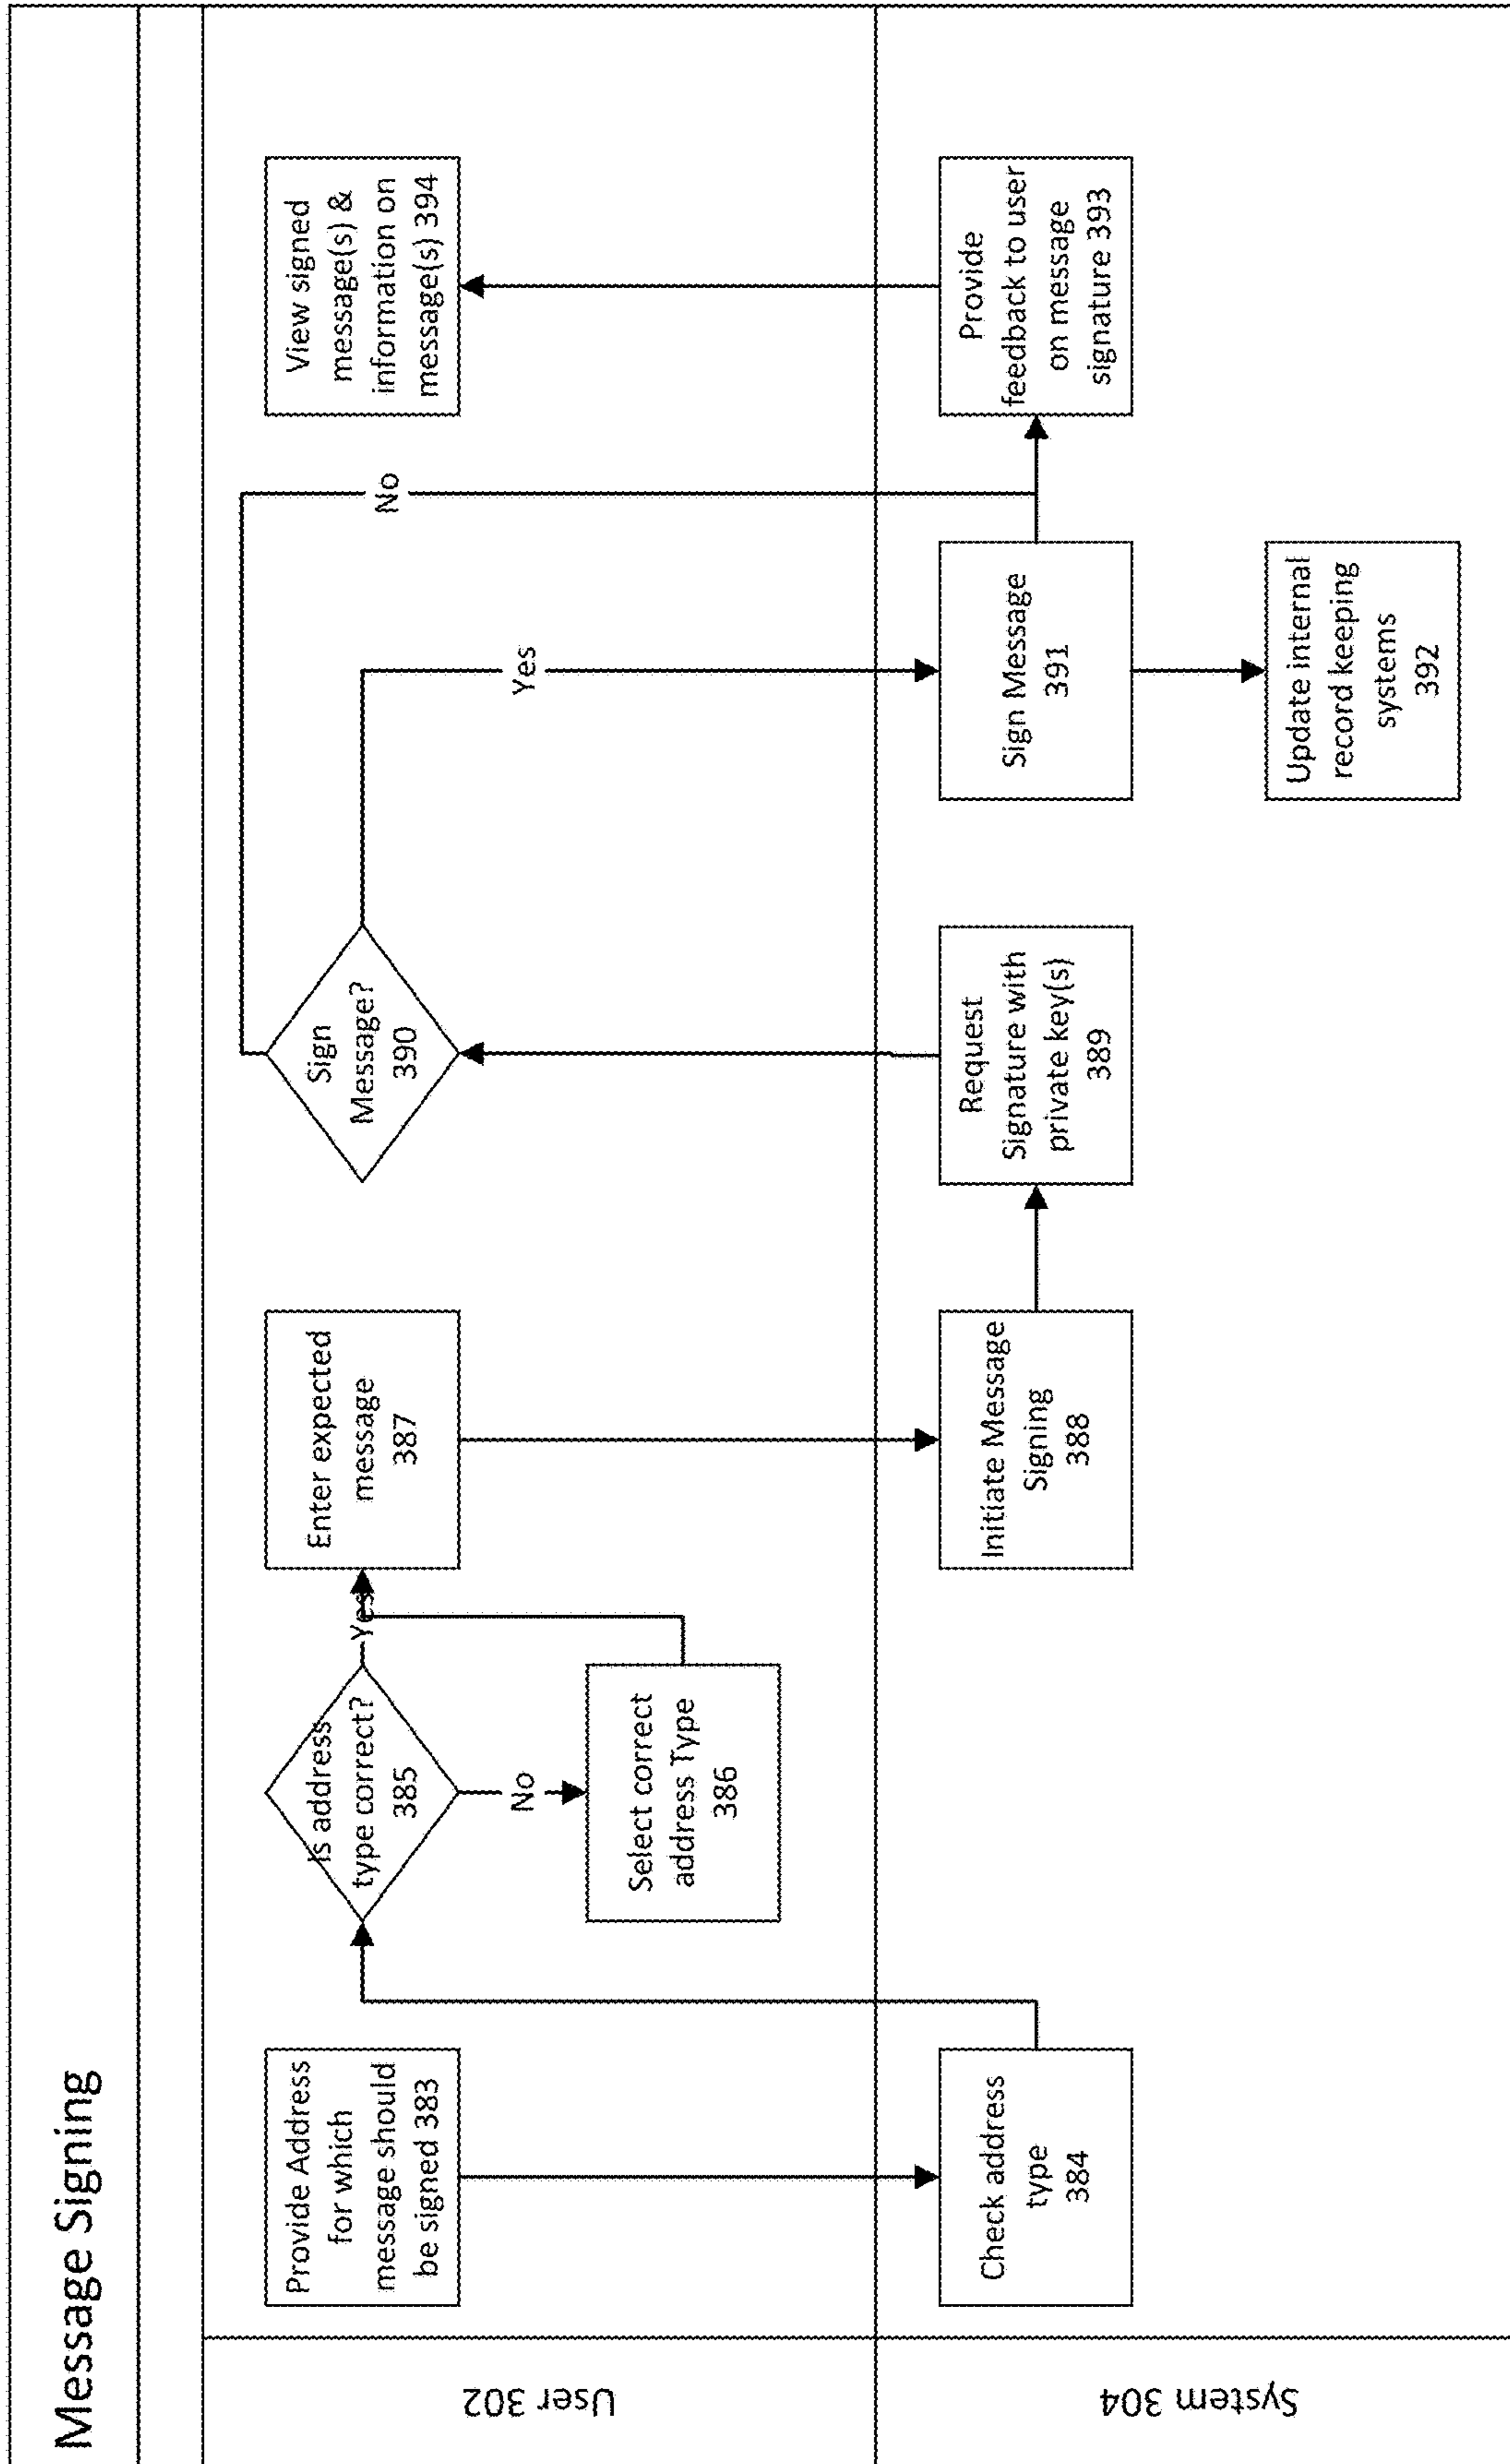 Message Signing
User 302
System 304
Provide Address
for which
message should
be signed 383
Check address
type
384
Is address
type correct?
385
Yes
No
Select correct
address Type
386
Enter expected
message
387
Initiate Message
Signing
388
Request
Signature with
private key(s)
389
Sign
Message?
390
Yes
No
Sign Message
391
Update internal
record keeping
systems
392
Provide
feedback to user
on message
signature 393
View signed
message(s) &
information on
message(s) 394